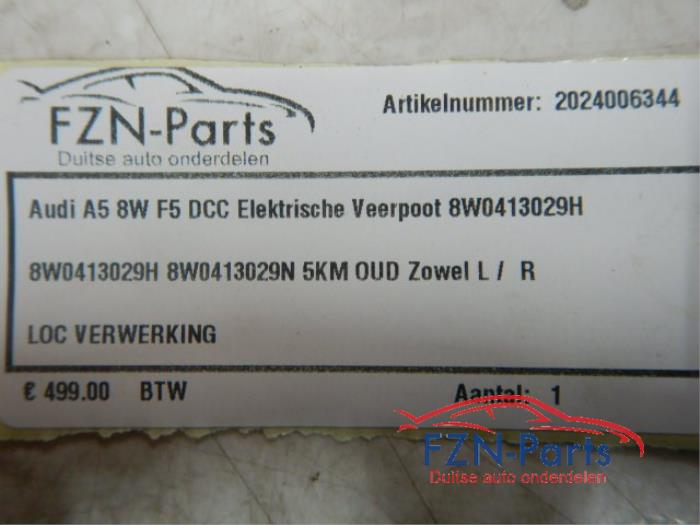 FZN-Parts
Duitse auto onderdelen
Artikelnummer: 2024006344
Audi A5 8W F5 DCC Elektrische Veerpoot 8W0413029H
8W0413029H 8W0413029N 5KM OUD Zowel L / R
LOC VERWERKING
€ 499.00 BTW
Aantal: 1
FZN-Parts
Duitse auto onderdelen